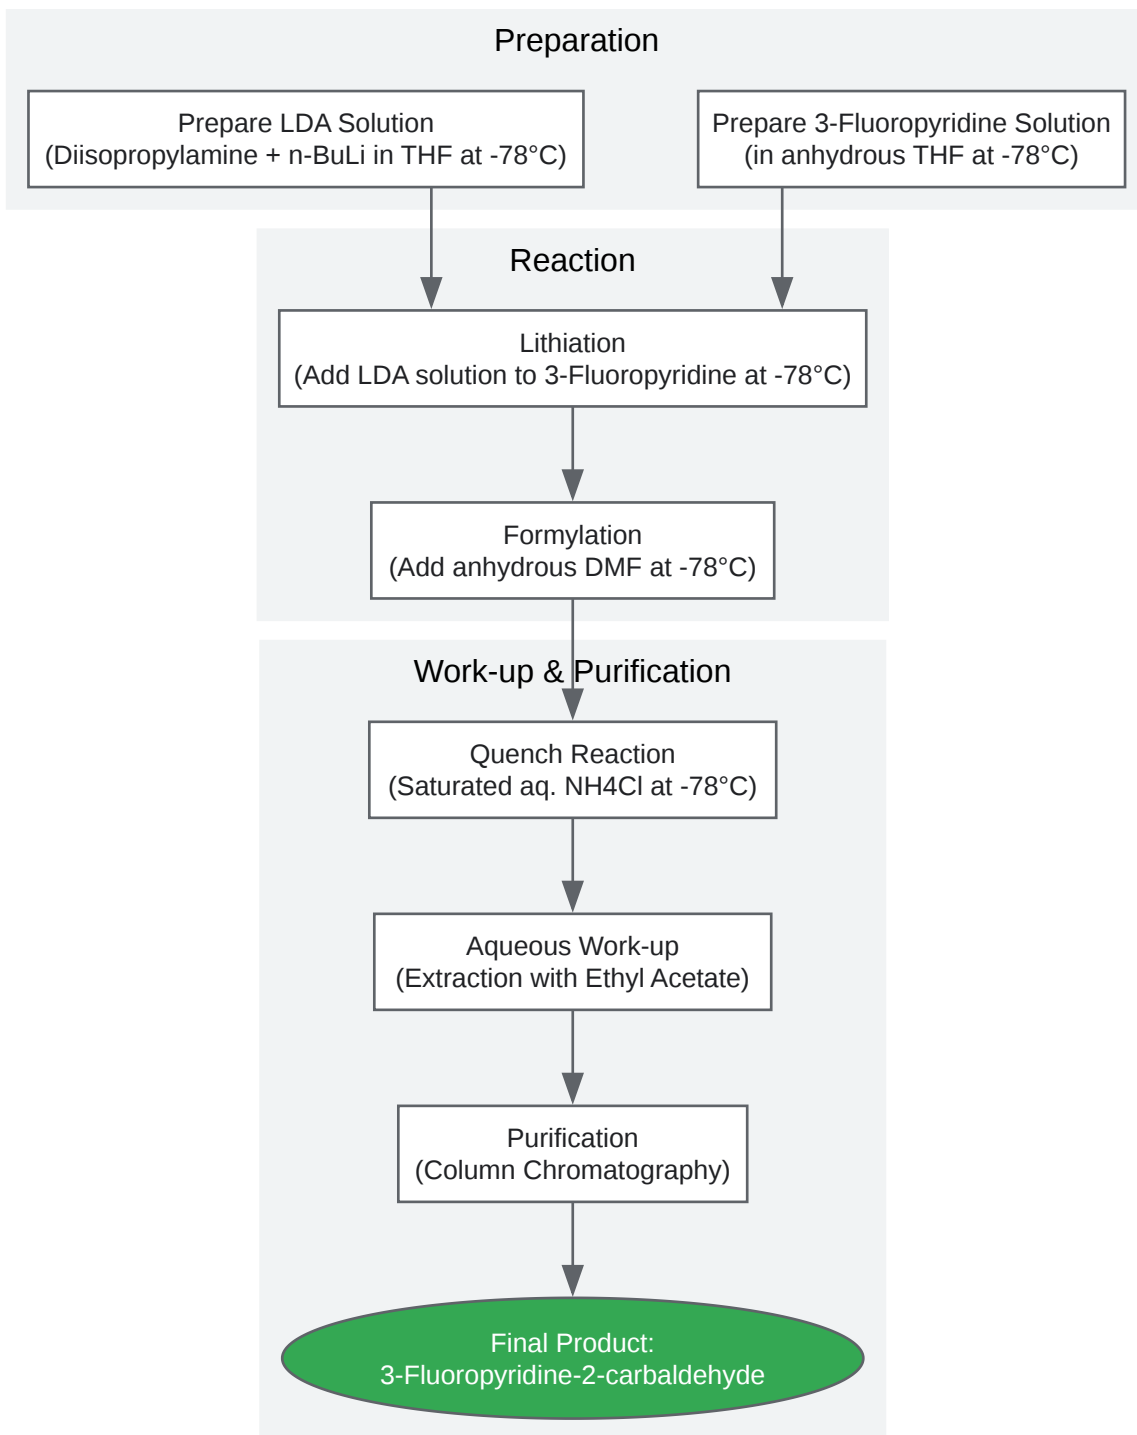 Preparation
Prepare LDA Solution
(Diisopropylamine + n-BuLi in THF at -78°C)
Prepare 3-Fluoropyridine Solution
(in anhydrous THF at -78°C)
Reaction
Lithiation
(Add LDA solution to 3-Fluoropyridine at -78°C)
Formylation
(Add anhydrous DMF at -78°C)
Work-up & Purification
Quench Reaction
(Saturated aq. NH4Cl at -78°C)
Aqueous Work-up
(Extraction with Ethyl Acetate)
Purification
(Column Chromatography)
Final Product:
3-Fluoropyridine-2-carbaldehyde